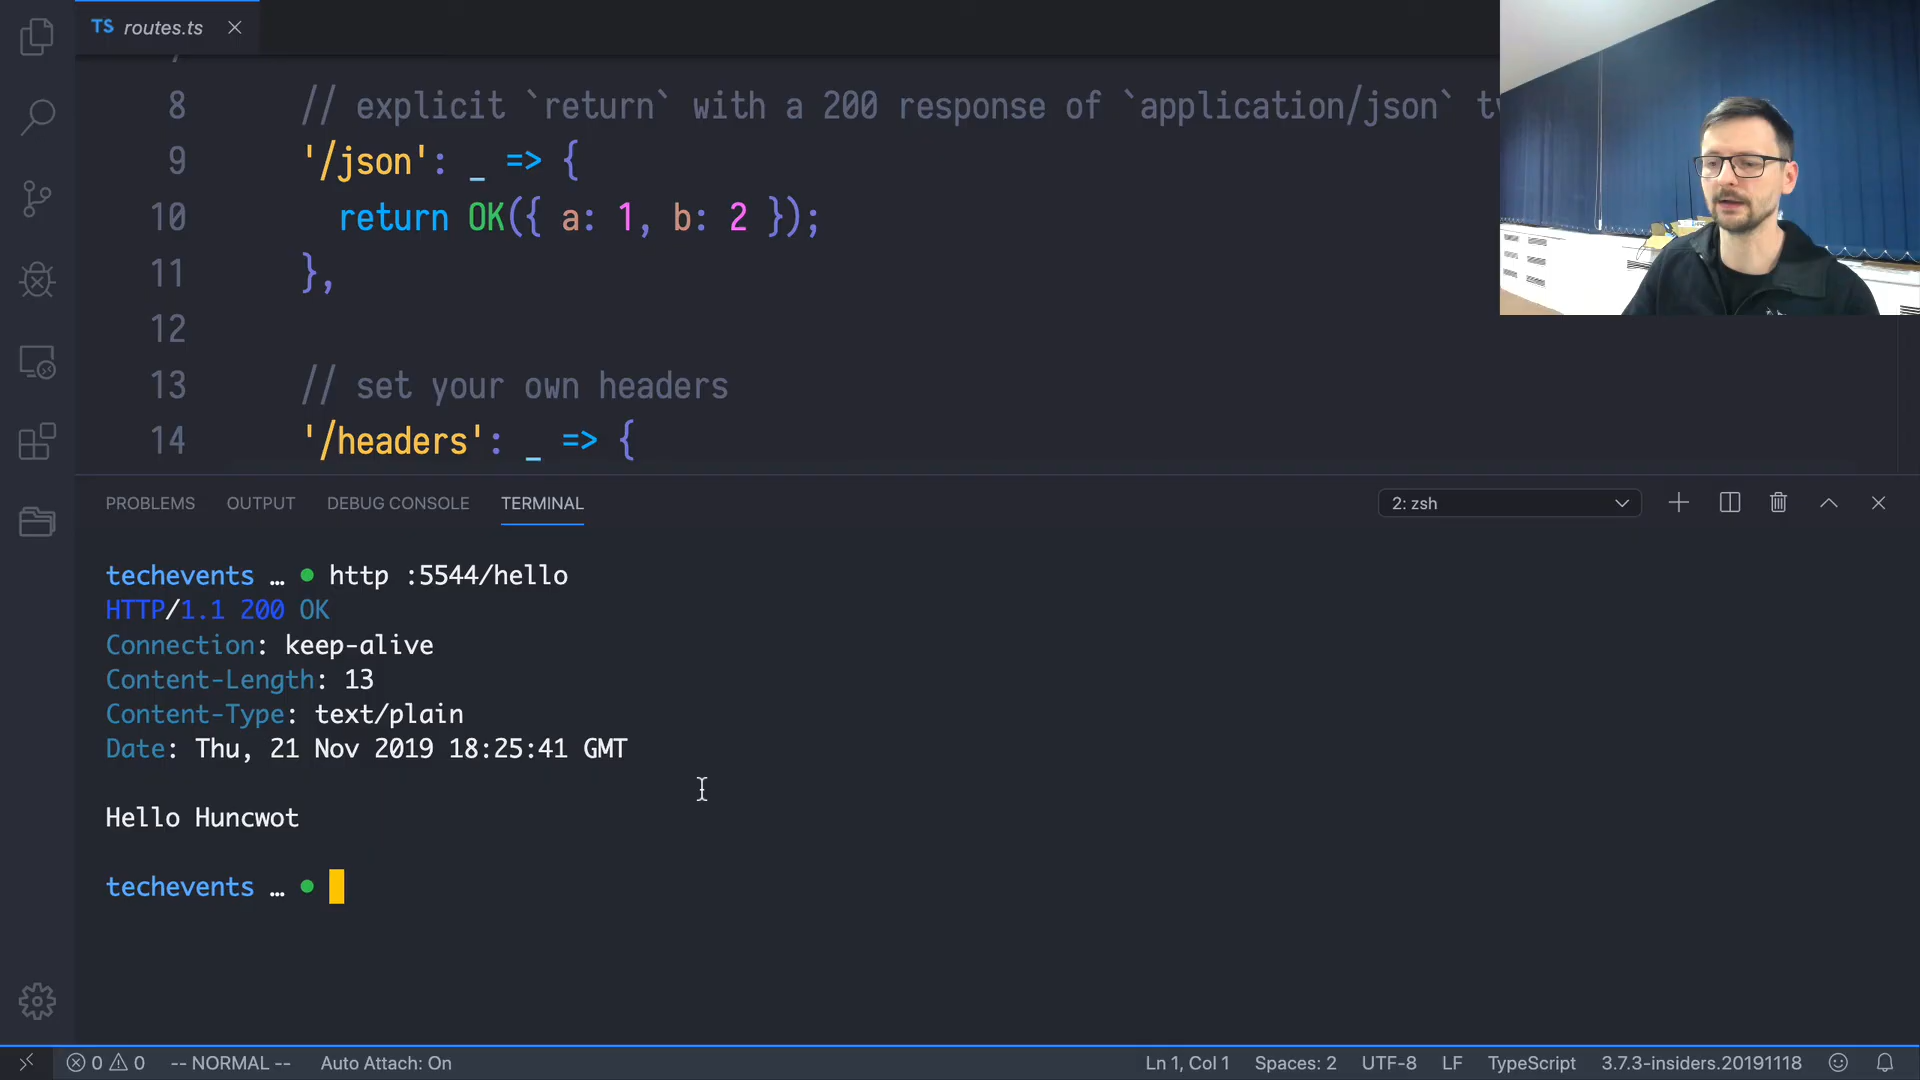 TS routes.ts
8 // explicit `return` with a 200 response of `application/json`
9 '/json': _ => {
10 return OK({ a: 1, b: 2 });
11 },
12
13 // set your own headers
14 '/headers': _ => {
PROBLEMS OUTPUT DEBUG CONSOLE TERMINAL 2: zsh
techevents … ● http :5544/hello
HTTP/1.1 200 OK
Connection: keep-alive
Content-Length: 13
Content-Type: text/plain
Date: Thu, 21 Nov 2019 18:25:41 GMT
Hello Huncwot
techevents … ●
0 0 -- NORMAL -- Auto Attach: On Ln 1, Col 1 Spaces: 2 UTF-8 LF TypeScript 3.7.3-insiders.20191118